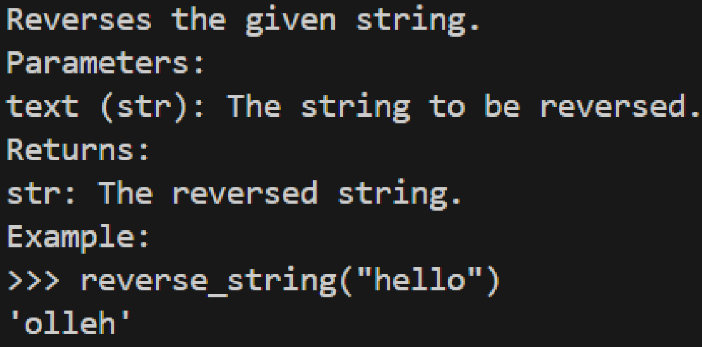 Reverses the given string.
Parameters:
text (str): The string to be reversed.
Returns:
str: The reversed string.
Example:
>>> reverse_string("hello")
'olleh'